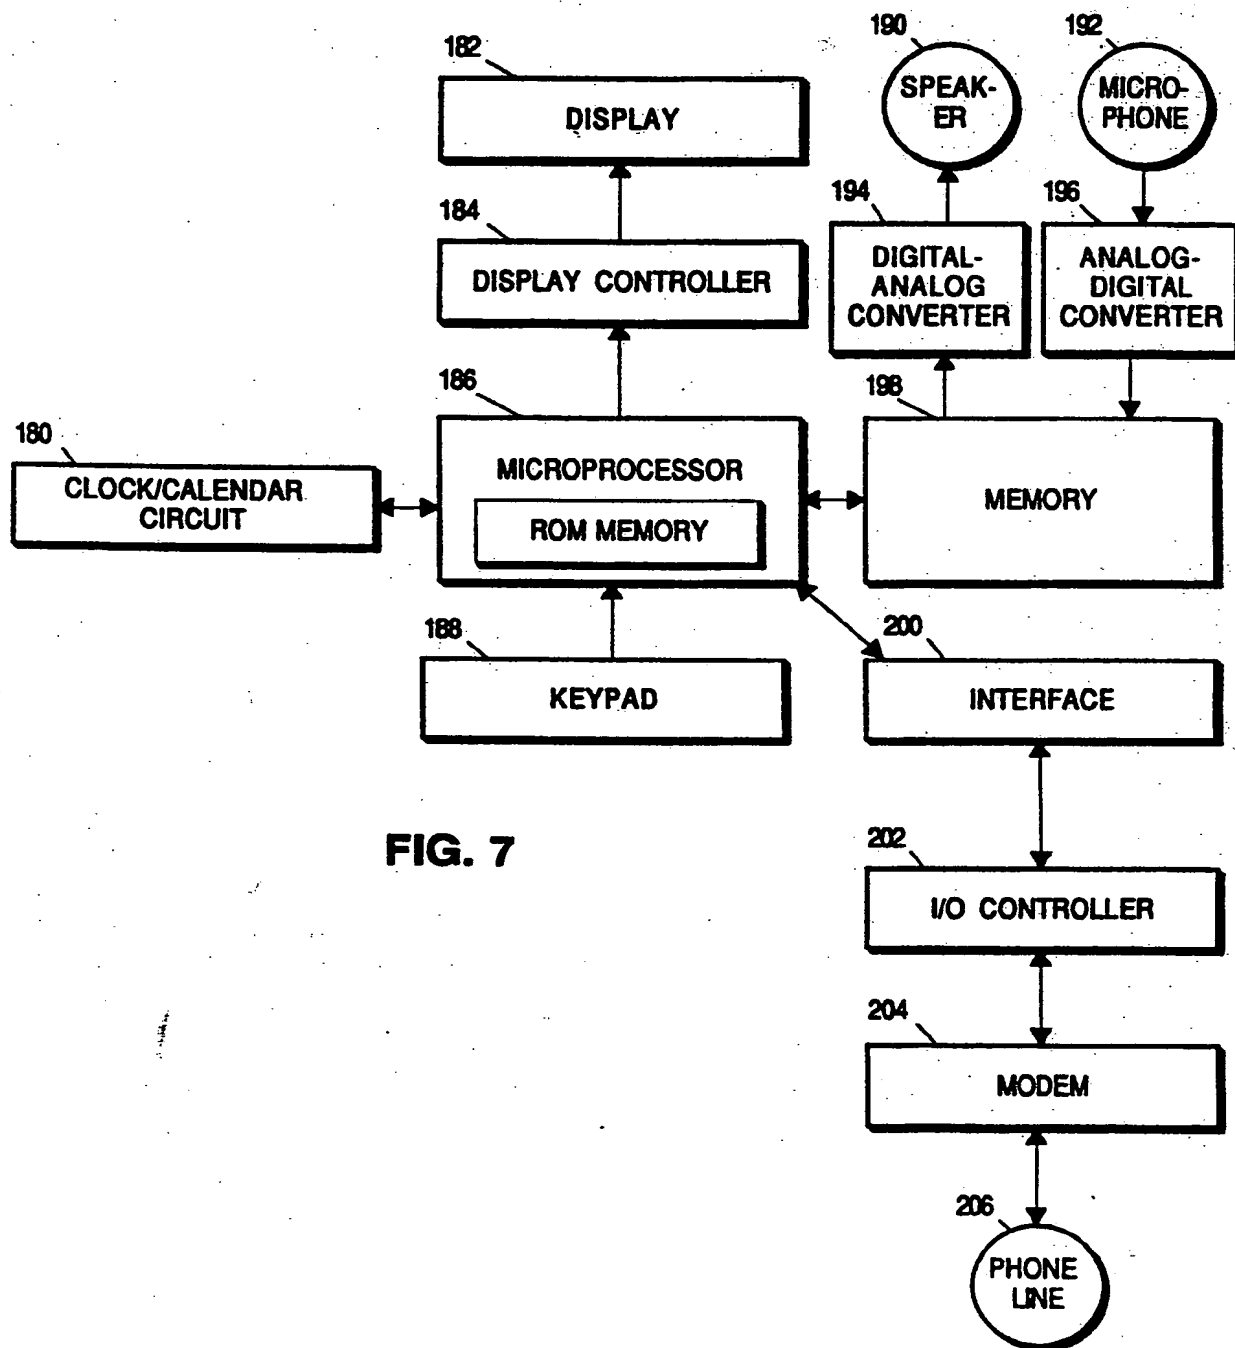 182
DISPLAY
190
SPEAK-
ER
192
MICRO-
PHONE
184
DISPLAY CONTROLLER
194
DIGITAL-
ANALOG
CONVERTER
196
ANALOG-
DIGITAL
CONVERTER
180
CLOCK/CALENDAR
CIRCUIT
186
MICROPROCESSOR
ROM MEMORY
198
MEMORY
188
KEYPAD
200
INTERFACE
FIG. 7
202
I/O CONTROLLER
204
MODEM
206
PHONE
LINE